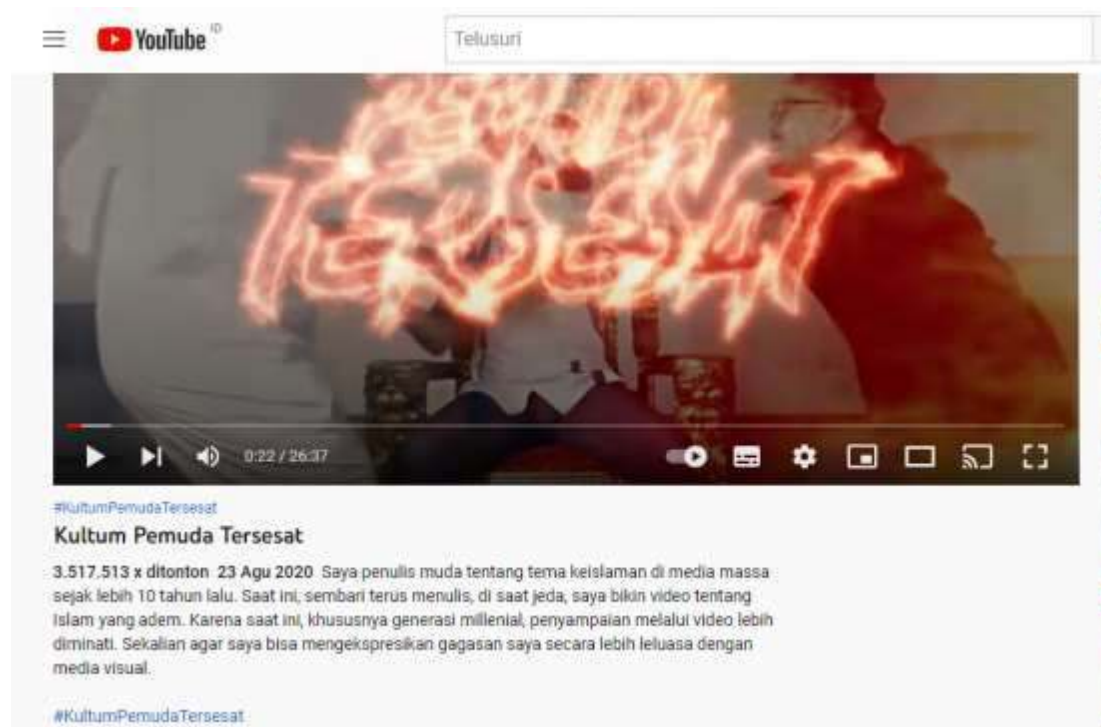 YouTube ID
Telusuri
PEMUDA
TERSESAT
0:22 / 26:37
#KultumPemudaTersesat
Kultum Pemuda Tersesat
3.517.513 x ditonton 23 Agu 2020 Saya penulis muda tentang tema keislaman di media massa
sejak lebih 10 tahun lalu. Saat ini, sembari terus menulis, di saat jeda, saya bikin video tentang
Islam yang adem. Karena saat ini, khususnya generasi millenial, penyampaian melalui video lebih
diminati. Sekalian agar saya bisa mengekspresikan gagasan saya secara lebih leluasa dengan
media visual.
#KultumPemudaTersesat